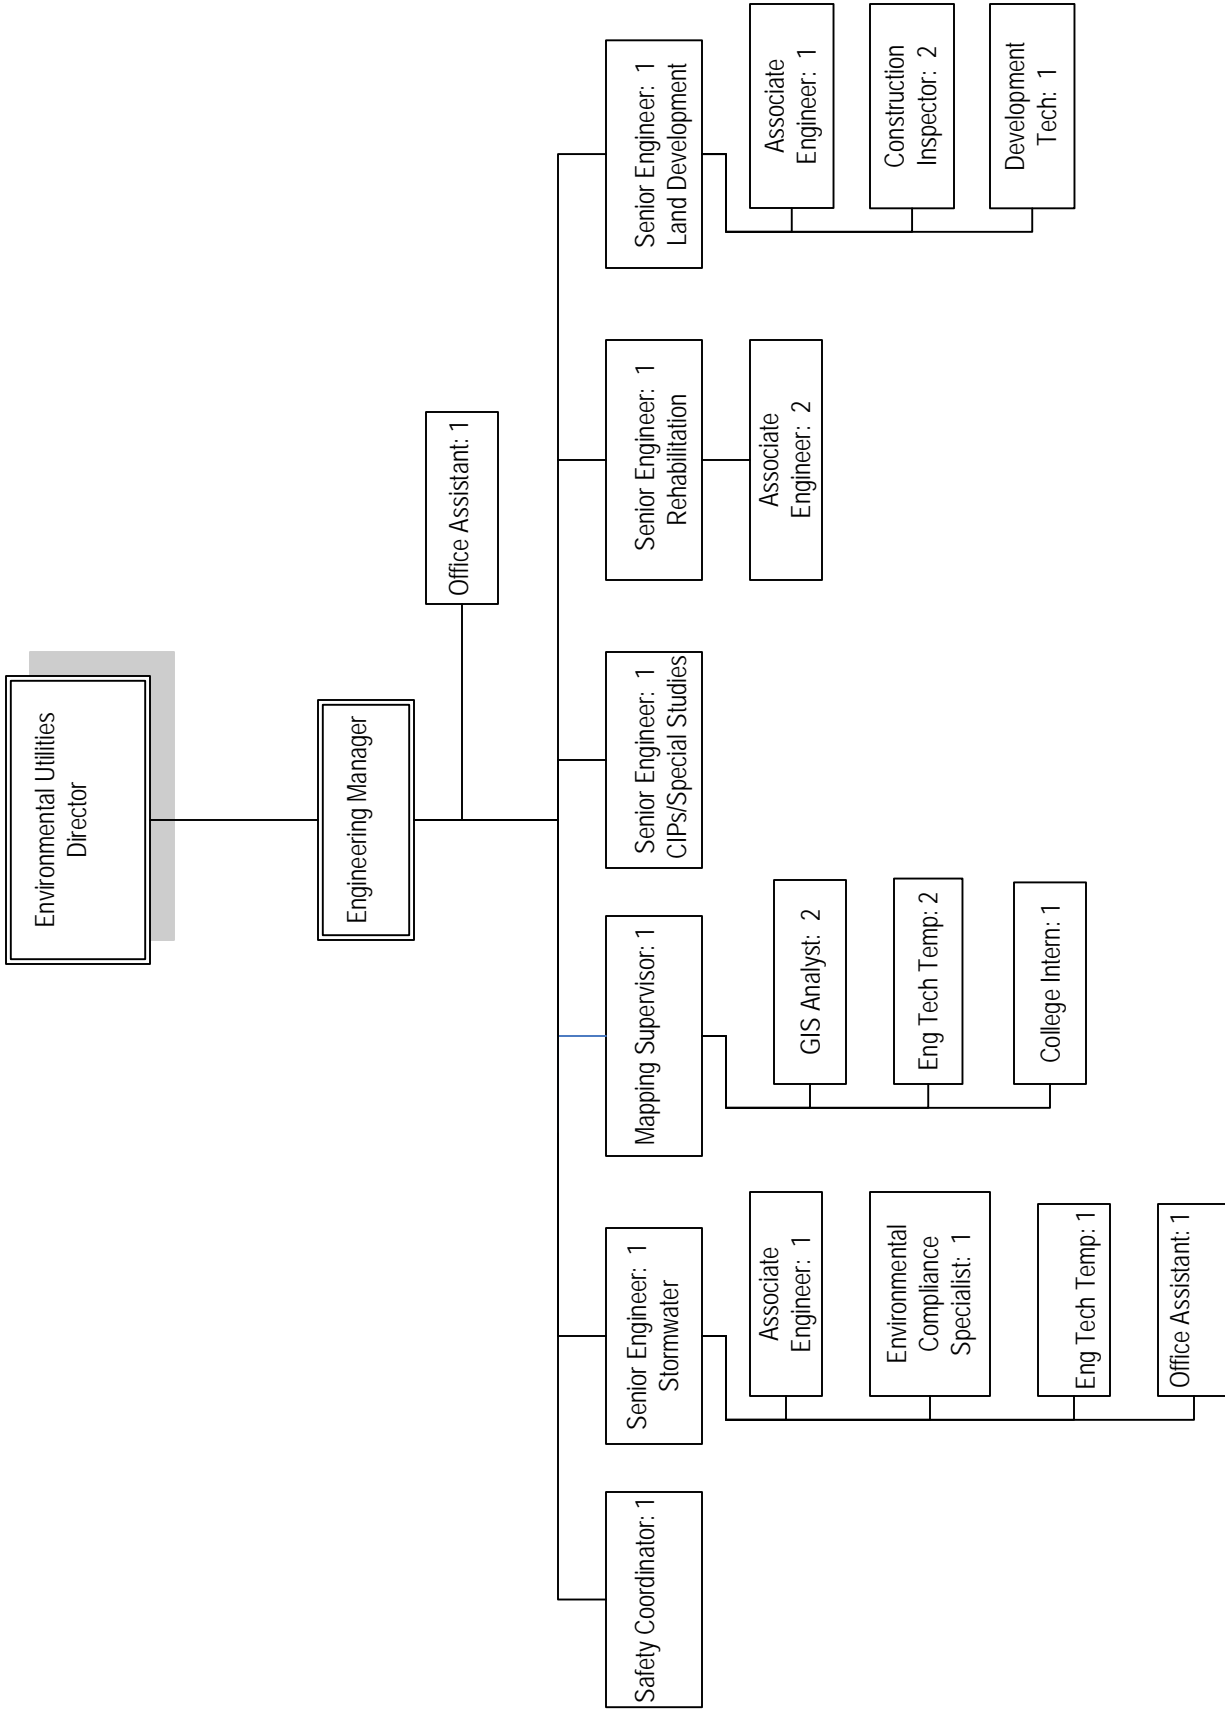 Environmental Utilities
Director
Engineering Manager
Office Assistant: 1
Safety Coordinator: 1
Senior Engineer: 1
Stormwater
Associate
Engineer: 1
Environmental
Compliance
Specialist: 1
Eng Tech Temp: 1
Office Assistant: 1
Mapping Supervisor: 1
GIS Analyst: 2
Eng Tech Temp: 2
College Intern: 1
Senior Engineer: 1
CIPs/Special Studies
Senior Engineer: 1
Rehabilitation
Associate
Engineer: 2
Senior Engineer: 1
Land Development
Associate
Engineer: 1
Construction
Inspector: 2
Development
Tech: 1